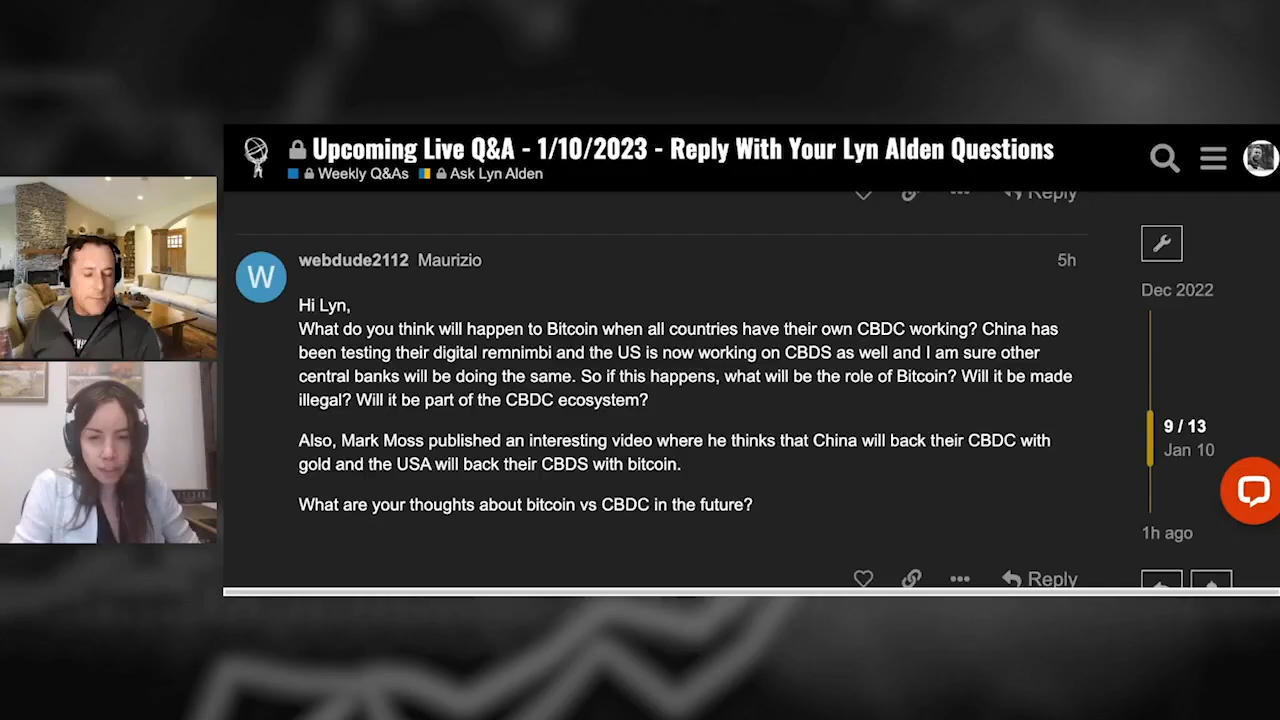 Upcoming Live Q&A - 1/10/2023 - Reply With Your Lyn Alden Questions
Weekly Q&As Ask Lyn Alden
Reply
webdude2112 Maurizio 5h
Hi Lyn,
What do you think will happen to Bitcoin when all countries have their own CBDC working? China has
been testing their digital remnimbi and the US is now working on CBDS as well and I am sure other
central banks will be doing the same. So if this happens, what will be the role of Bitcoin? Will it be made
illegal? Will it be part of the CBDC ecosystem?
Also, Mark Moss published an interesting video where he thinks that China will back their CBDC with
gold and the USA will back their CBDS with bitcoin.
What are your thoughts about bitcoin vs CBDC in the future?
Reply
Dec 2022
9 / 13
Jan 10
1h ago
W